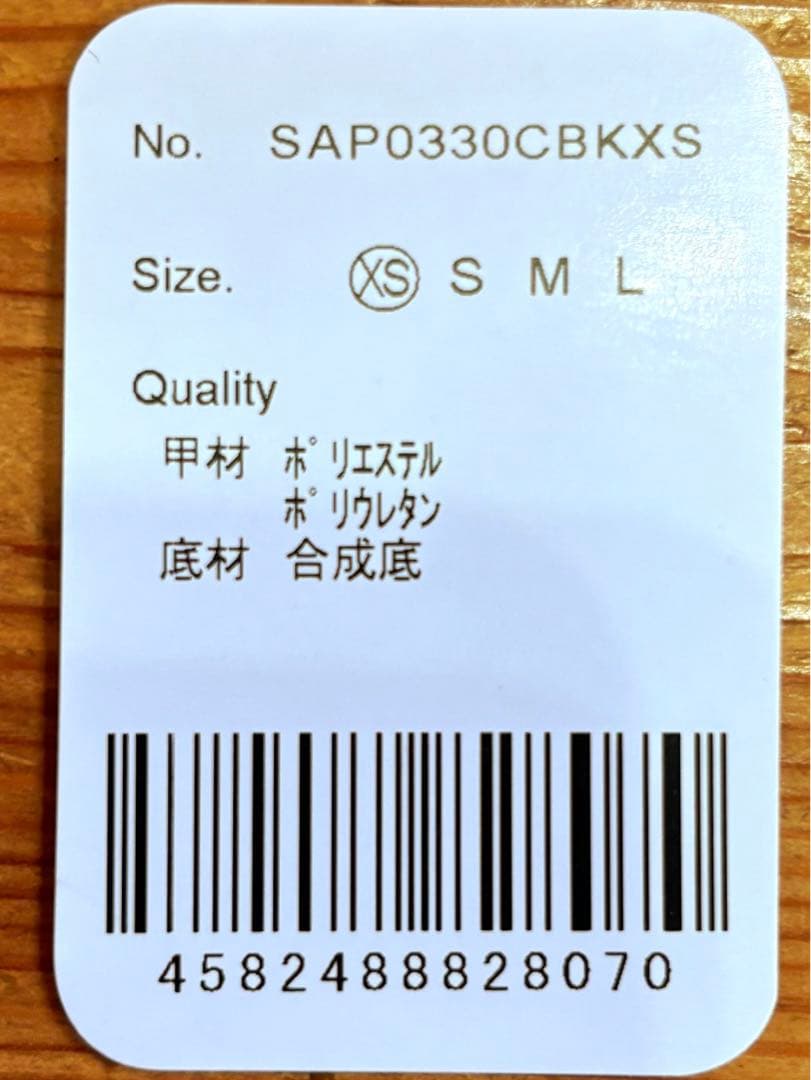 No. SAP0330CBKXS
Size. XS S M L
Quality
甲材 ポリエステル
ポリウレタン
底材 合成底
4582488828070